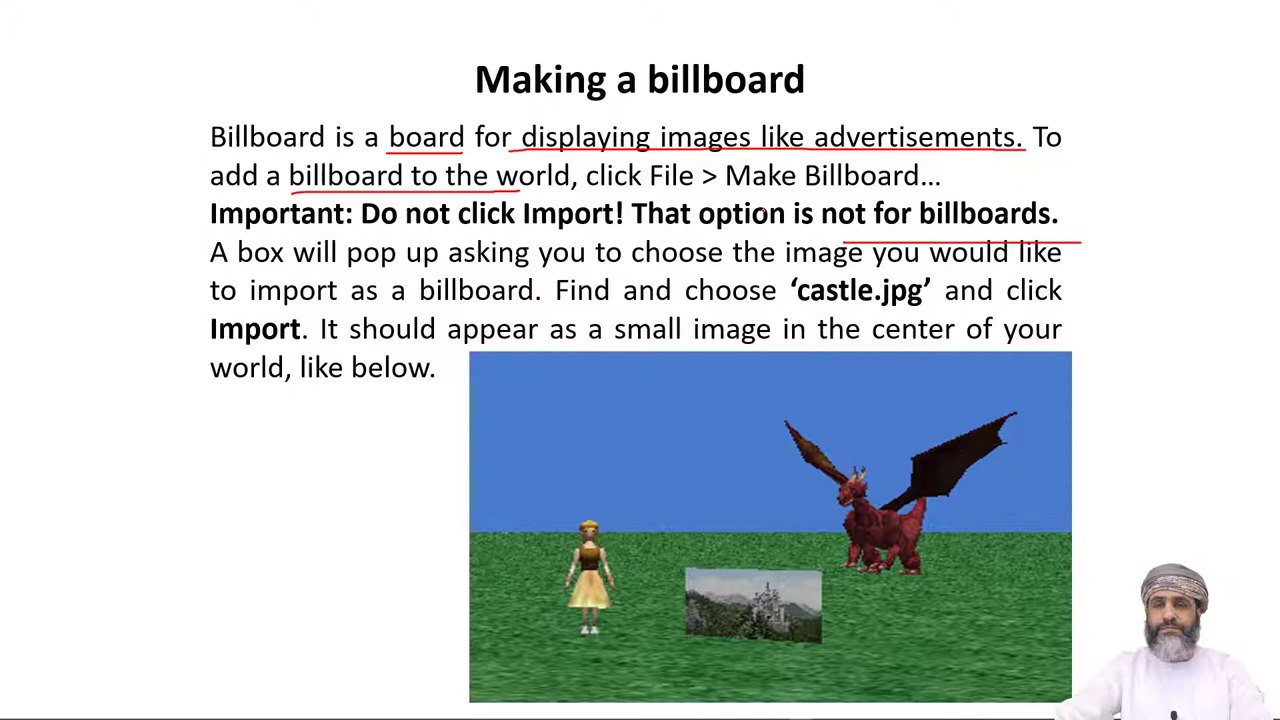 Making a billboard
Billboard is a board for displaying images like advertisements. To
add a billboard to the world, click File > Make Billboard…
Important: Do not click Import! That option is not for billboards.
A box will pop up asking you to choose the image you would like
to import as a billboard. Find and choose ‘castle.jpg’ and click
Import. It should appear as a small image in the center of your
world, like below.